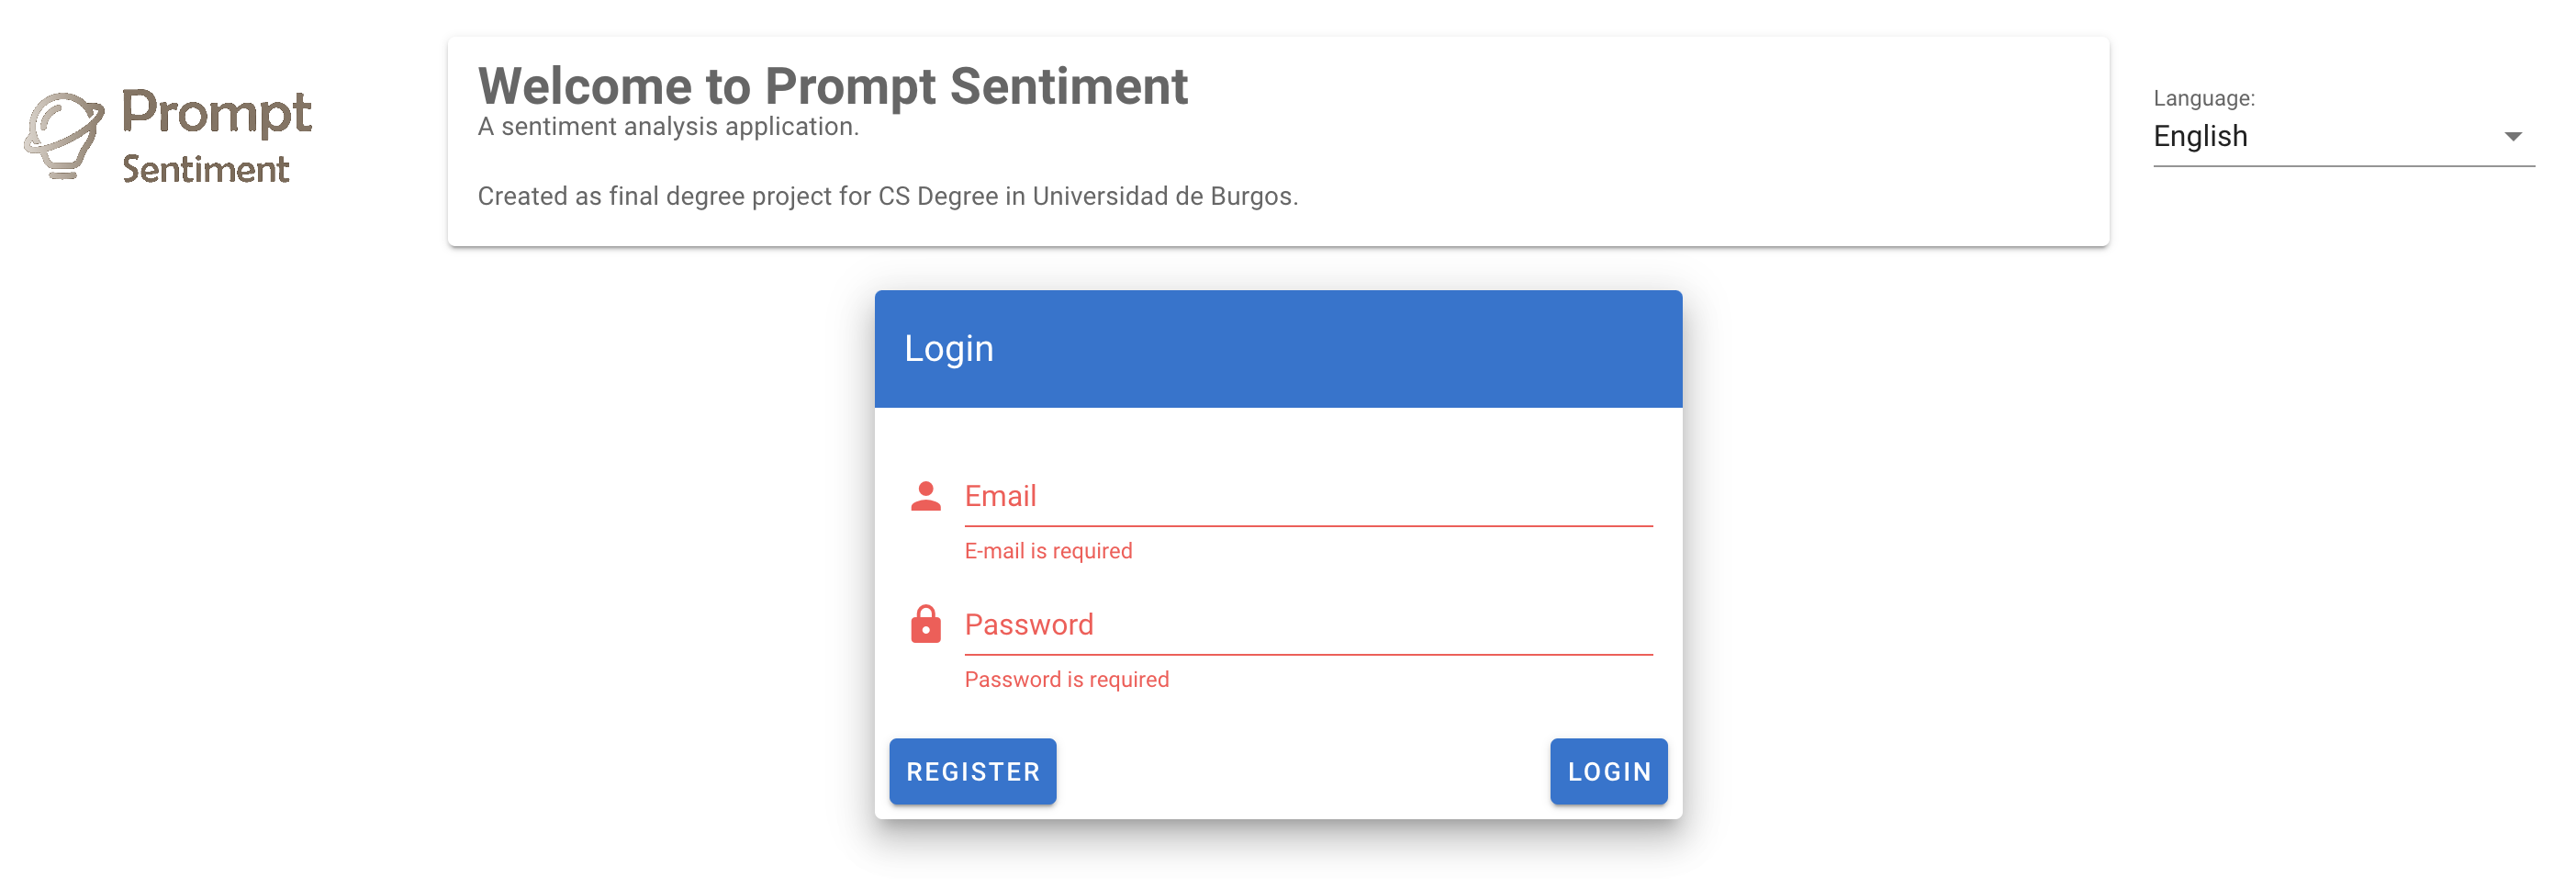 Prompt
Sentiment
Welcome to Prompt Sentiment
A sentiment analysis application.
Created as final degree project for CS Degree in Universidad de Burgos.
Language:
English
Login
Email
E-mail is required
Password
Password is required
REGISTER
LOGIN